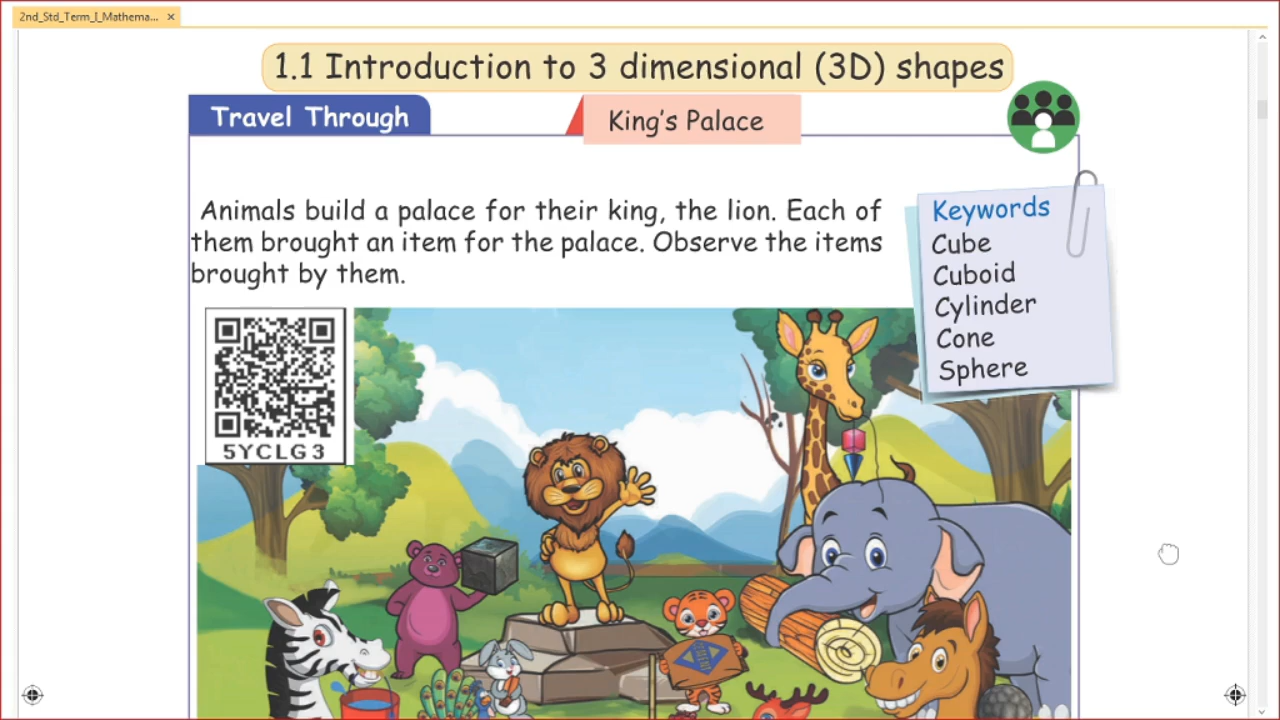 2nd_Std_Term_I_Mathema...
1.1 Introduction to 3 dimensional (3D) shapes
Travel Through
King's Palace
Animals build a palace for their king, the lion. Each of
them brought an item for the palace. Observe the items
brought by them.
Keywords
Cube
Cuboid
Cylinder
Cone
Sphere
5YCLG3
CEMENT